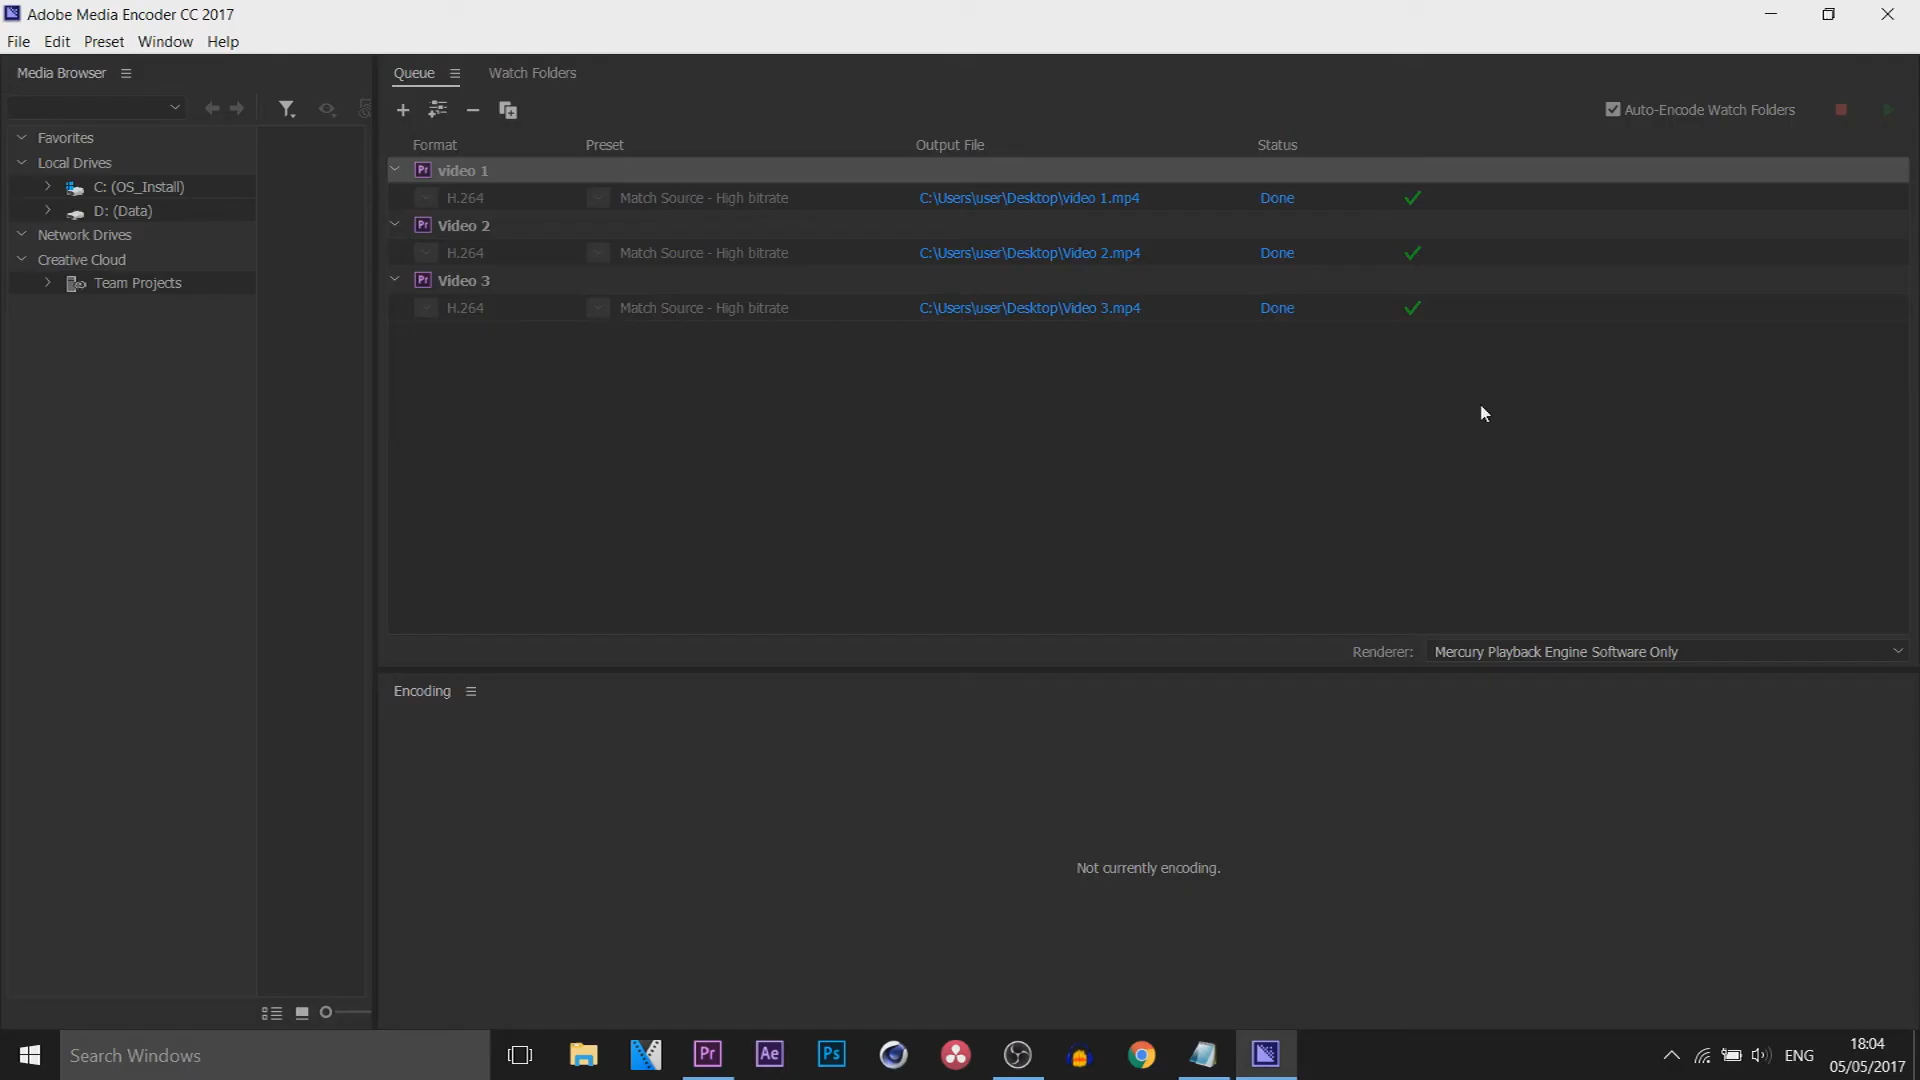 Adobe Media Encoder CC 2017
File Edit Preset Window Help
Media Browser
Favorites
Local Drives
C: (OS_Install)
D: (Data)
Network Drives
Creative Cloud
Team Projects
Queue Watch Folders
Auto-Encode Watch Folders
Format Preset Output File Status
Pr video 1
H.264 Match Source - High bitrate C:\Users\user\Desktop\video 1.mp4 Done
Pr Video 2
H.264 Match Source - High bitrate C:\Users\user\Desktop\Video 2.mp4 Done
Pr Video 3
H.264 Match Source - High bitrate C:\Users\user\Desktop\Video 3.mp4 Done
Renderer: Mercury Playback Engine Software Only
Encoding
Not currently encoding.
Search Windows Pr Ae Ps ENG 18:04
05/05/2017